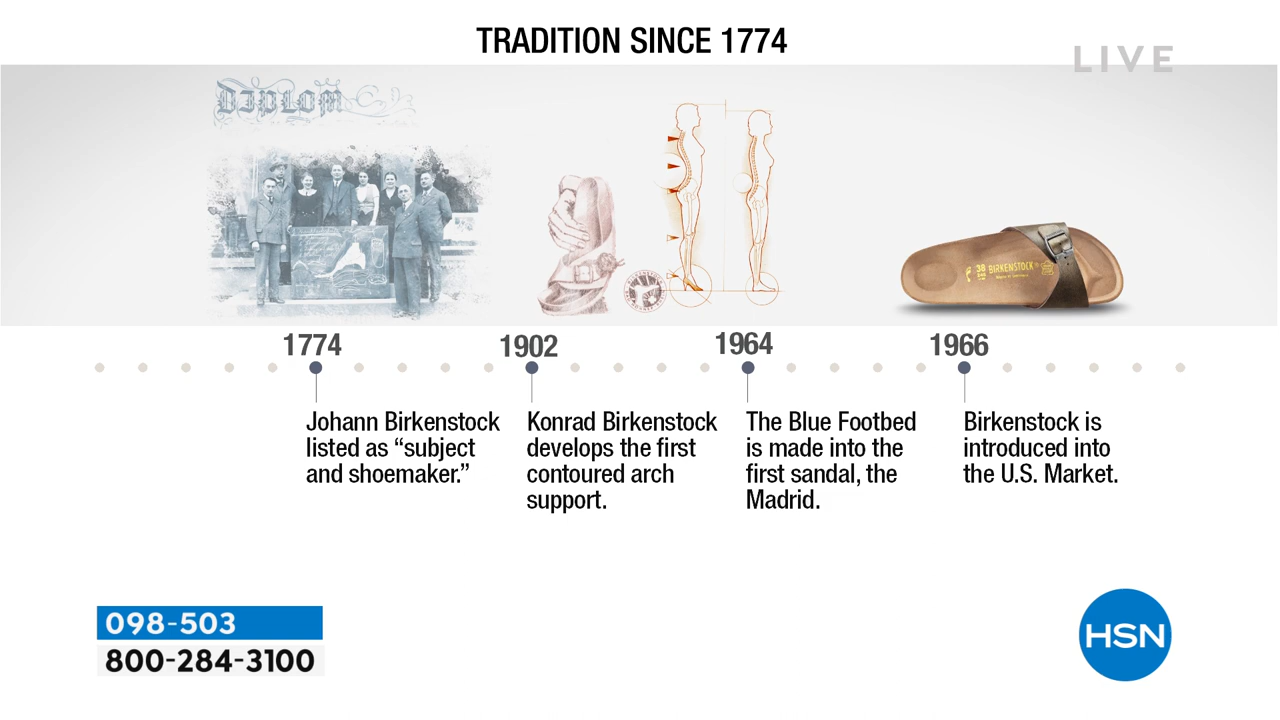 TRADITION SINCE 1774
LIVE
Diplom
38
BIRKENSTOCK
1774
1902
1964
1966
Johann Birkenstock
listed as “subject
and shoemaker.”
Konrad Birkenstock
develops the first
contoured arch
support.
The Blue Footbed
is made into the
first sandal, the
Madrid.
Birkenstock is
introduced into
the U.S. Market.
098-503
800-284-3100
HSN